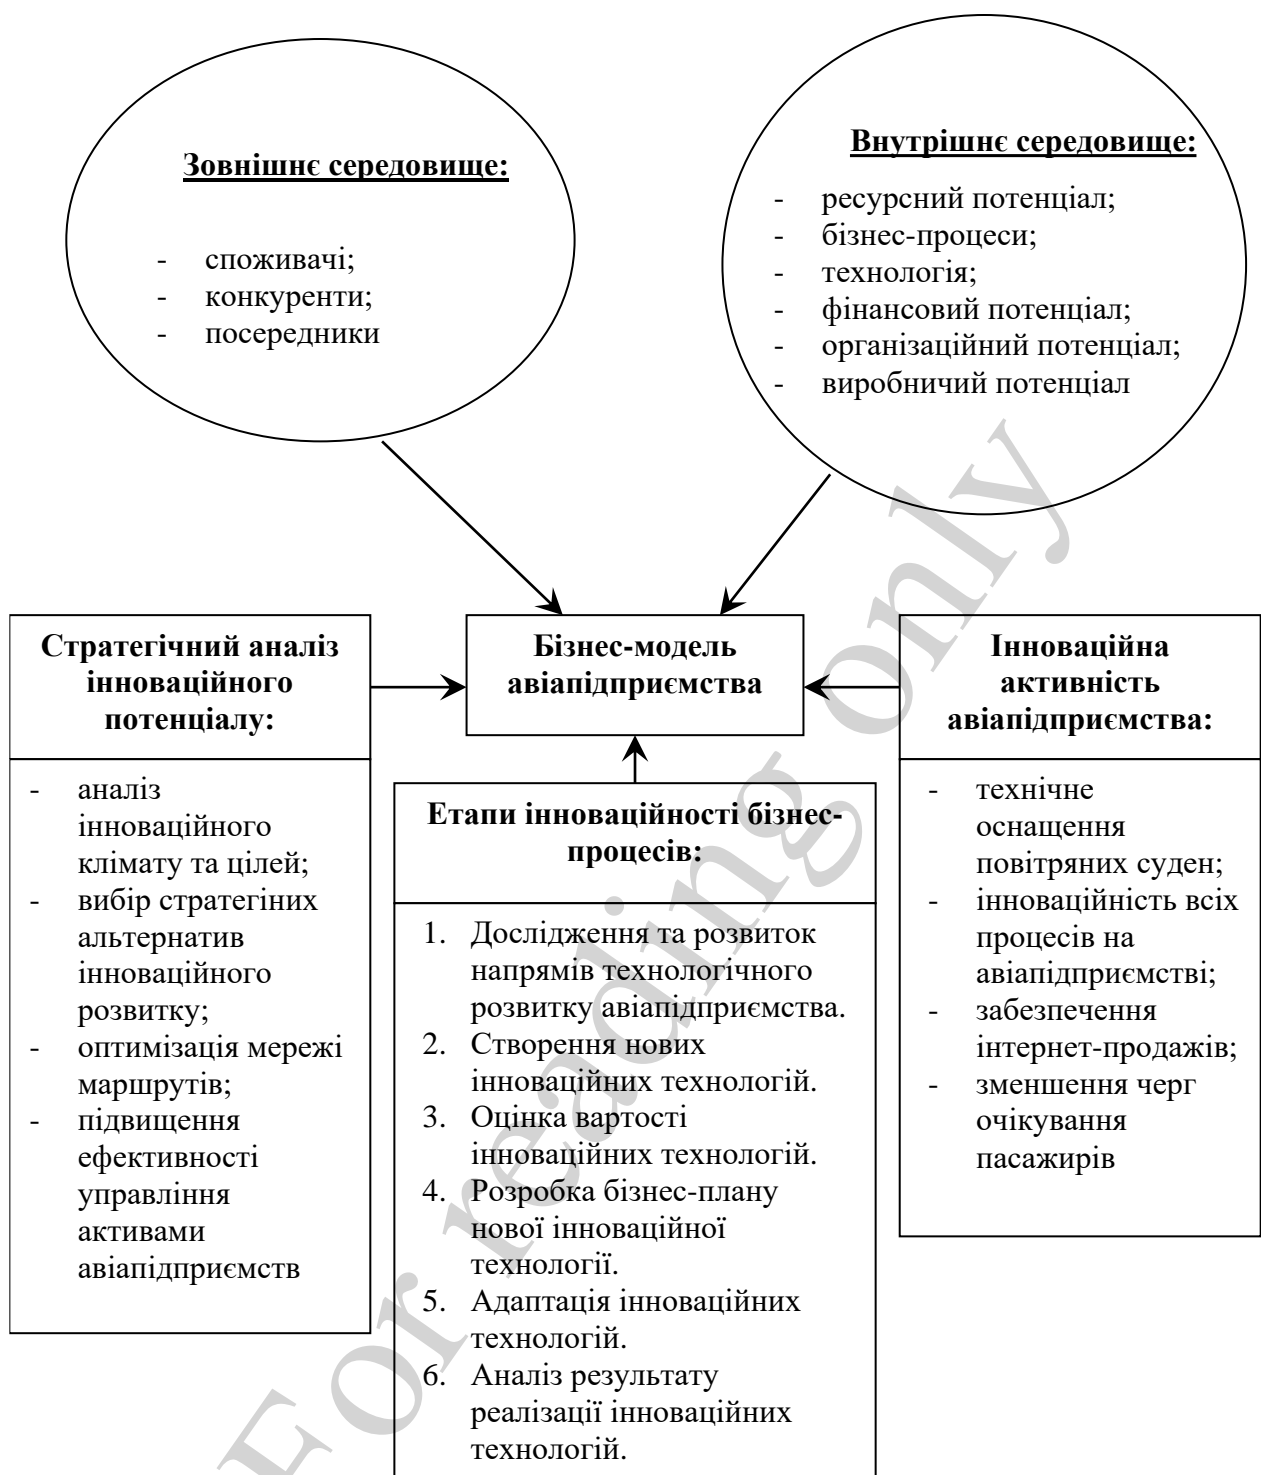 Зовнішнє середовище:
- споживачі;
- конкуренти;
- посередники
Внутрішнє середовище:
- ресурсний потенціал;
- бізнес-процеси;
- технологія;
- фінансовий потенціал;
- організаційний потенціал;
- виробничий потенціал
Стратегічний аналіз
інноваційного
потенціалу:
- аналіз
інноваційного
клімату та цілей;
- вибір стратегіних
альтернатив
інноваційного
розвитку;
- оптимізація мережі
маршрутів;
- підвищення
ефективності
управління
активами
авіапідприємств
Бізнес-модель
авіапідприємства
Етапи інноваційності бізнес-
процесів:
1. Дослідження та розвиток
напрямів технологічного
розвитку авіапідприємства.
2. Створення нових
інноваційних технологій.
3. Оцінка вартості
інноваційних технологій.
4. Розробка бізнес-плану
нової інноваційної
технології.
5. Адаптація інноваційних
технологій.
6. Аналіз результату
реалізації інноваційних
технологій.
Інноваційна
активність
авіапідприємства:
- технічне
оснащення
повітряних суден;
- інноваційність всіх
процесів на
авіапідприємстві;
- забезпечення
інтернет-продажів;
- зменшення черг
очікування
пасажирів
For reading only